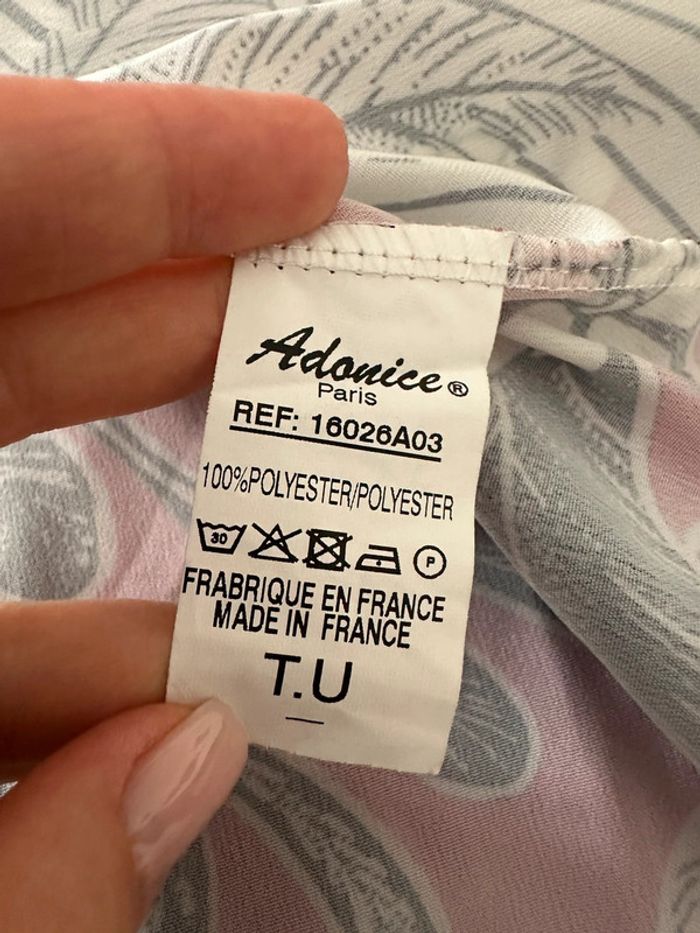 Adonice®
Paris
REF: 16026A03
100%POLYESTER/POLYESTER
30 P
FRABRIQUE EN FRANCE
MADE IN FRANCE
T.U